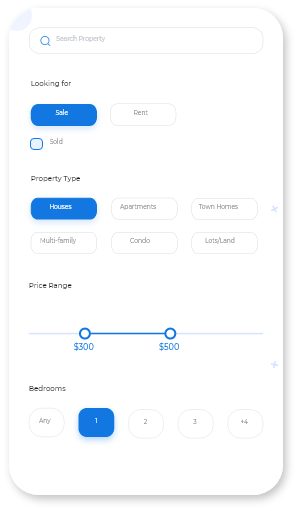 Search Property
Looking for
Sale Rent
Sold
Property Type
Houses Apartments Town Homes
Multi-family Condo Lots/Land
Price Range
$300 $500
Bedrooms
Any 1 2 3 +4